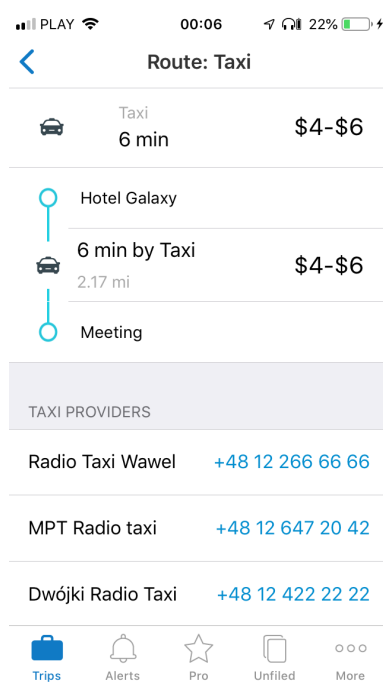 PLAY 00:06 22%
Route: Taxi
Taxi
6 min $4-$6
Hotel Galaxy
6 min by Taxi $4-$6
2.17 mi
Meeting
TAXI PROVIDERS
Radio Taxi Wawel +48 12 266 66 66
MPT Radio taxi +48 12 647 20 42
Dwójki Radio Taxi +48 12 422 22 22
Trips Alerts Pro Unfiled More